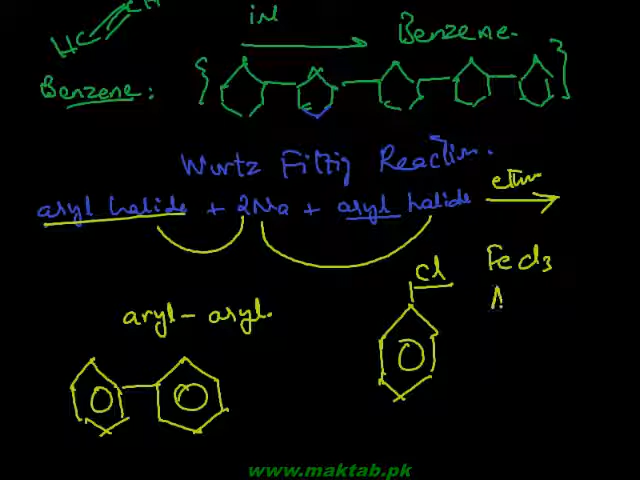 HC CH
in
Benzene.
Benzene:
Wurtz Fittig Reaction.
aryl halide + 2Na + aryl halide
Cl
FeCl3
aryl - aryl.
www.maktab.pk